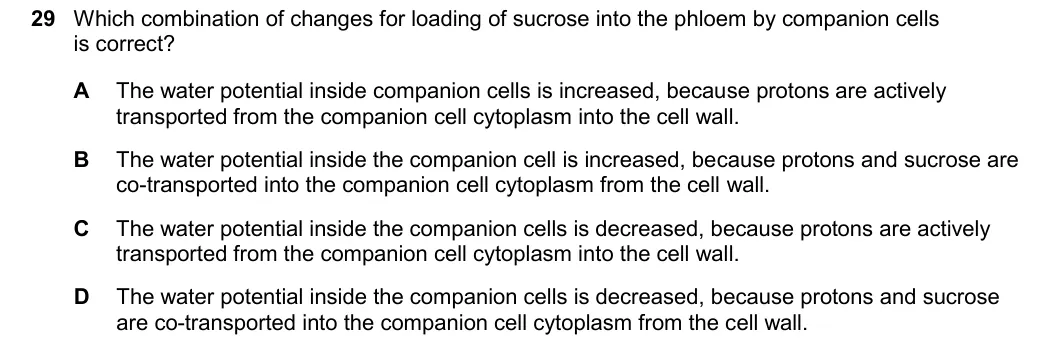 29 Which combination of changes for loading of sucrose into the phloem by companion cells
is correct?
A The water potential inside companion cells is increased, because protons are actively
transported from the companion cell cytoplasm into the cell wall.
B The water potential inside the companion cell is increased, because protons and sucrose are
co-transported into the companion cell cytoplasm from the cell wall.
C The water potential inside the companion cells is decreased, because protons are actively
transported from the companion cell cytoplasm into the cell wall.
D The water potential inside the companion cells is decreased, because protons and sucrose
are co-transported into the companion cell cytoplasm from the cell wall.